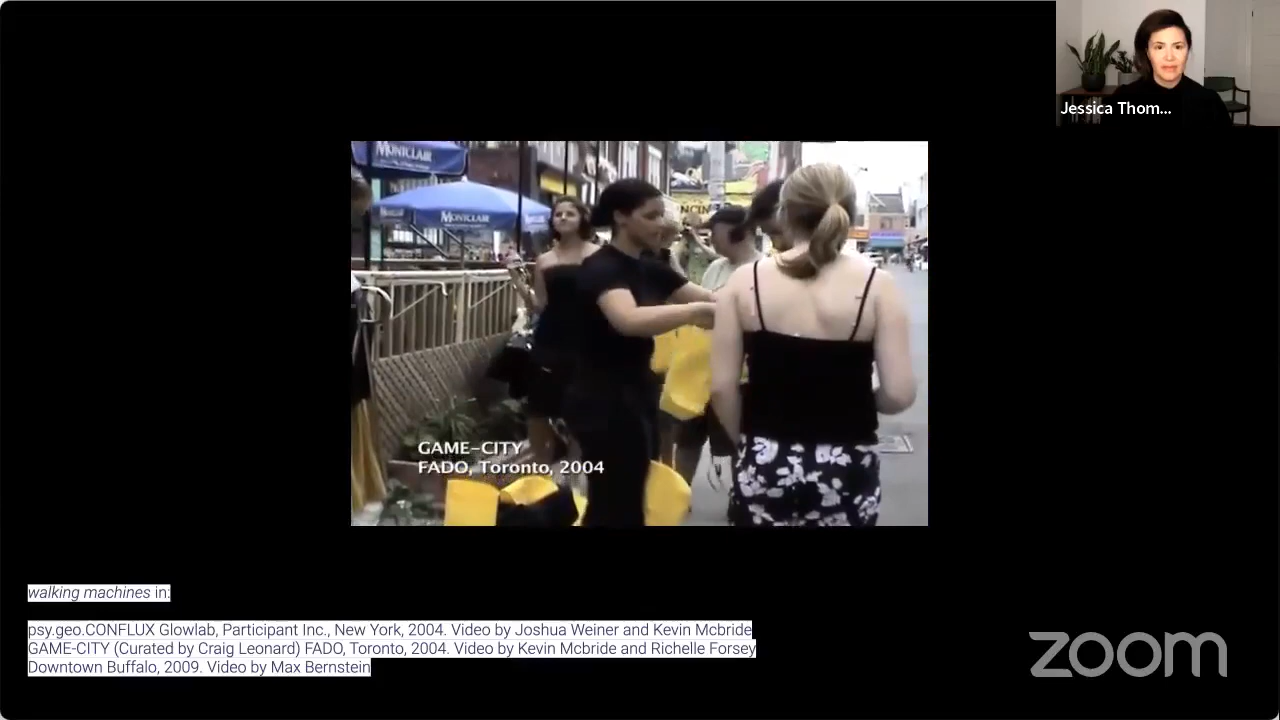 Jessica Thom...
MONTCLAIR
MONTCLAIR
GAME-CITY
FADO, Toronto, 2004
walking machines in:
psy.geo.CONFLUX Glowlab, Participant Inc., New York, 2004. Video by Joshua Weiner and Kevin Mcbride
GAME-CITY (Curated by Craig Leonard) FADO, Toronto, 2004. Video by Kevin Mcbride and Richelle Forsey
Downtown Buffalo, 2009. Video by Max Bernstein
zoom